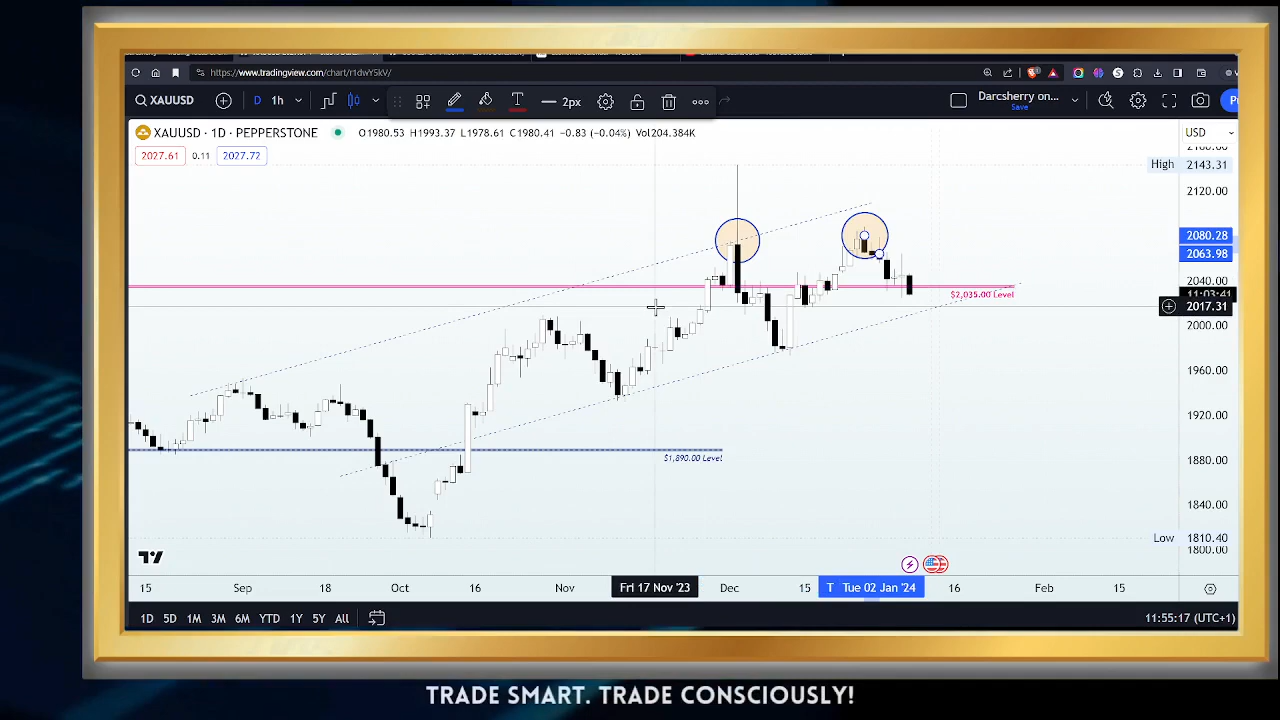 https://www.tradingview.com/chart/r1dwY5kV/
XAUUSD D 1h 2px Darcsherry on... Save
XAUUSD · 1D · PEPPERSTONE O1980.53 H1993.37 L1978.61 C1980.41 −0.83 (−0.04%) Vol204.384K USD
2027.61 0.11 2027.72
High 2143.31
2120.00
2080.28
2063.98
2040.00
$2,035.00 Level
11:03:41
2017.31
2000.00
1960.00
1920.00
1880.00
$1,890.00 Level
1840.00
Low 1810.40
1800.00
15 Sep 18 Oct 16 Nov Fri 17 Nov '23 Dec 15 T Tue 02 Jan '24 16 Feb 15
1D 5D 1M 3M 6M YTD 1Y 5Y All 11:55:17 (UTC+1)
TRADE SMART. TRADE CONSCIOUSLY!